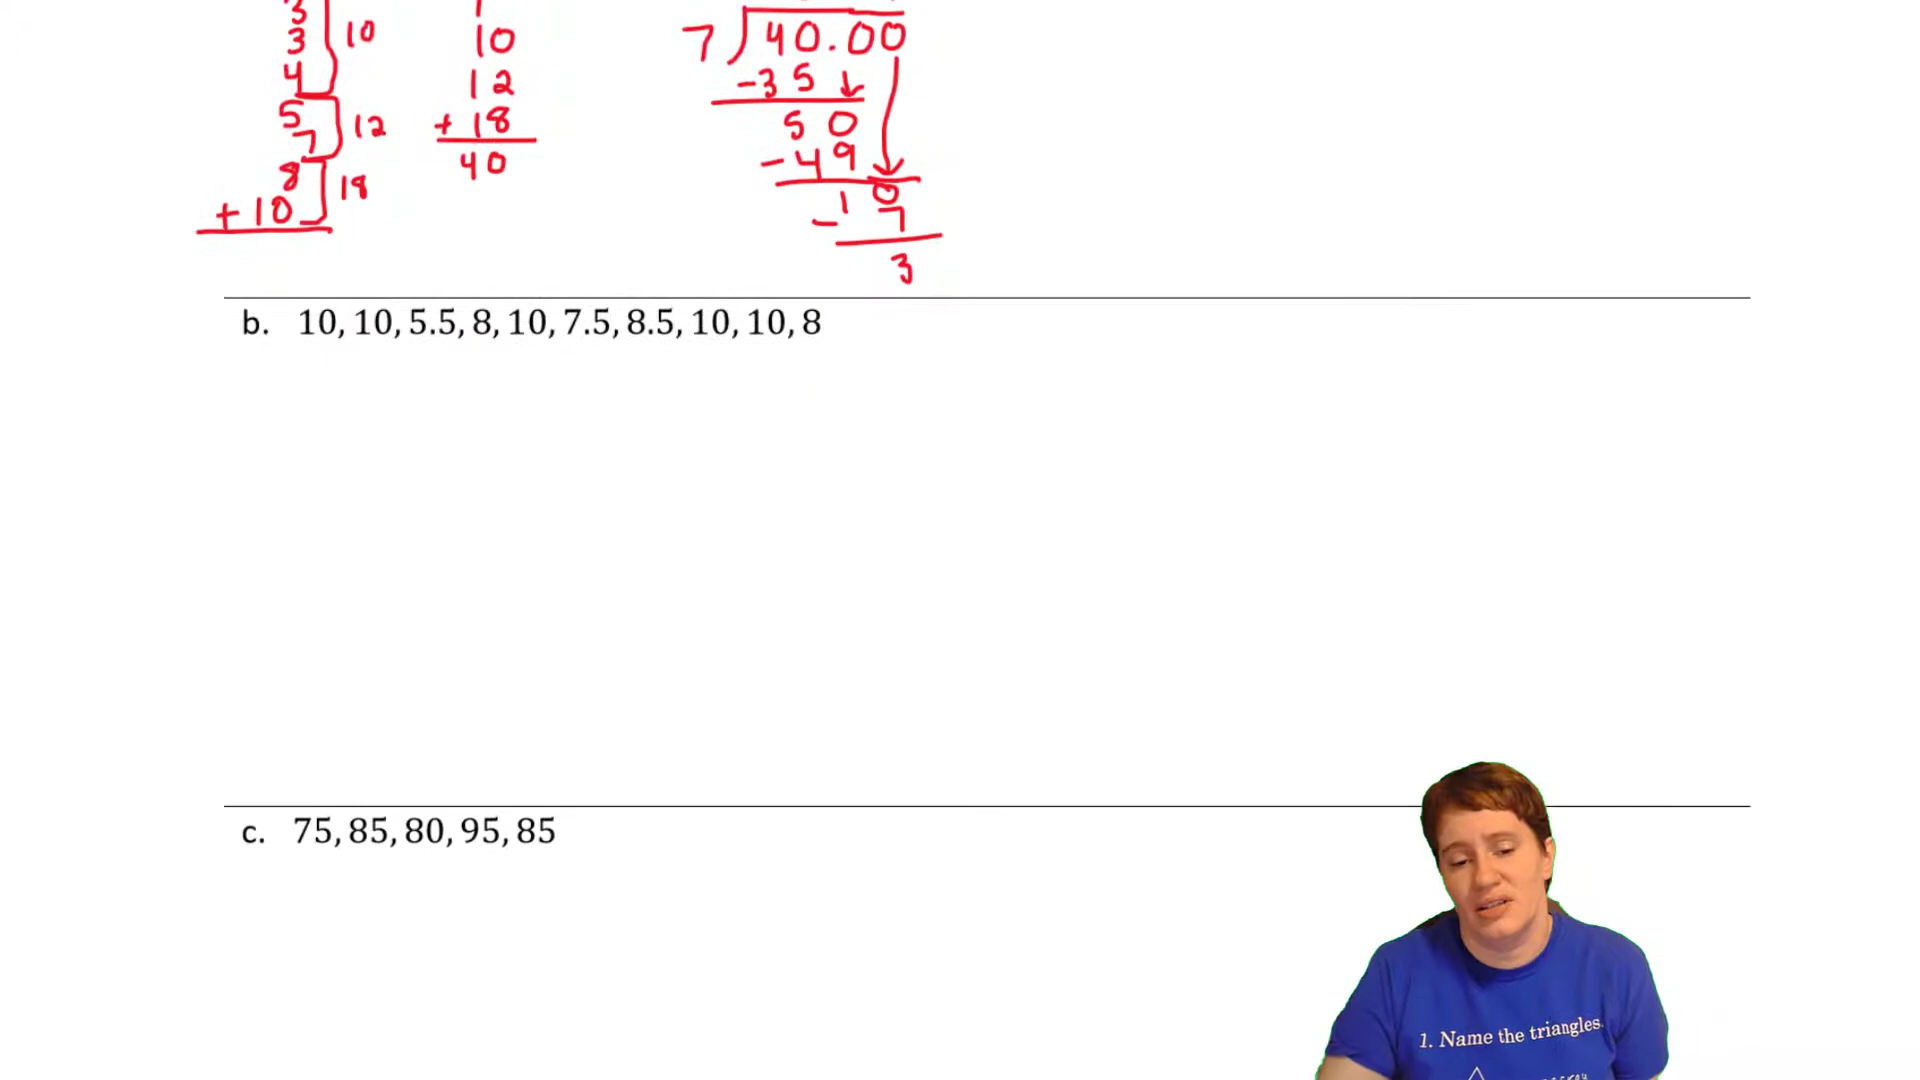 3
3 10 10 7 40.00
4 12 -35
5 + 18 50
7 12 40 -49
8 10
+ 10 18 - 7
3
b. 10, 10, 5.5, 8, 10, 7.5, 8.5, 10, 10, 8
c. 75, 85, 80, 95, 85
1. Name the triangles.